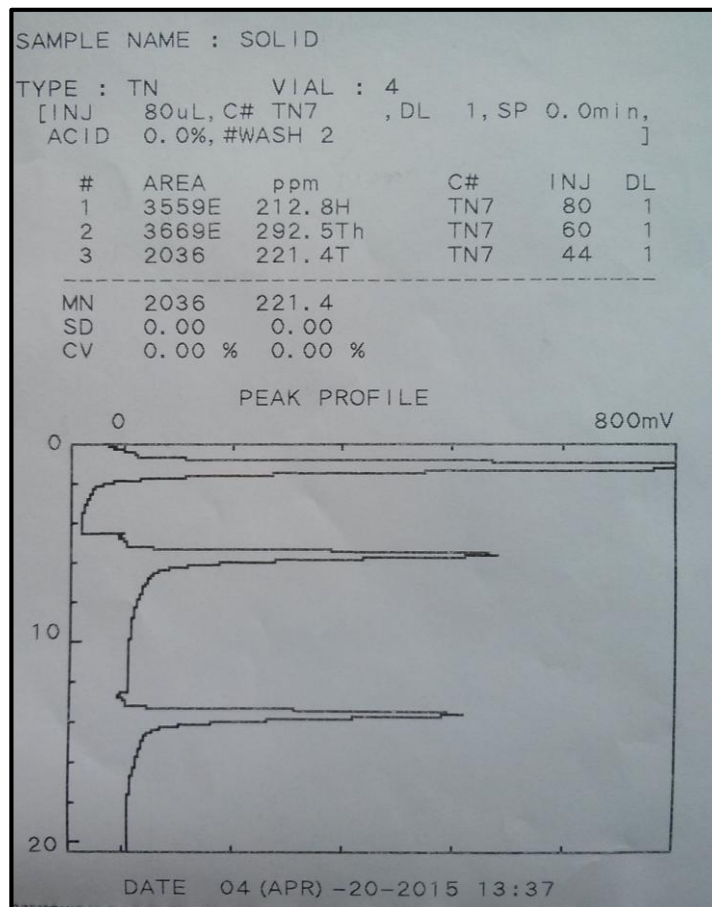 SAMPLE NAME : SOLID
TYPE : TN VIAL : 4
[INJ 80uL, C# TN7 , DL 1, SP 0.0min,
ACID 0.0%, #WASH 2 ]
# AREA ppm C# INJ DL
1 3559E 212.8H TN7 80 1
2 3669E 292.5Th TN7 60 1
3 2036 221.4T TN7 44 1
MN 2036 221.4
SD 0.00 0.00
CV 0.00 % 0.00 %
PEAK PROFILE
0 800mV
0
10
20
DATE 04 (APR) -20-2015 13:37